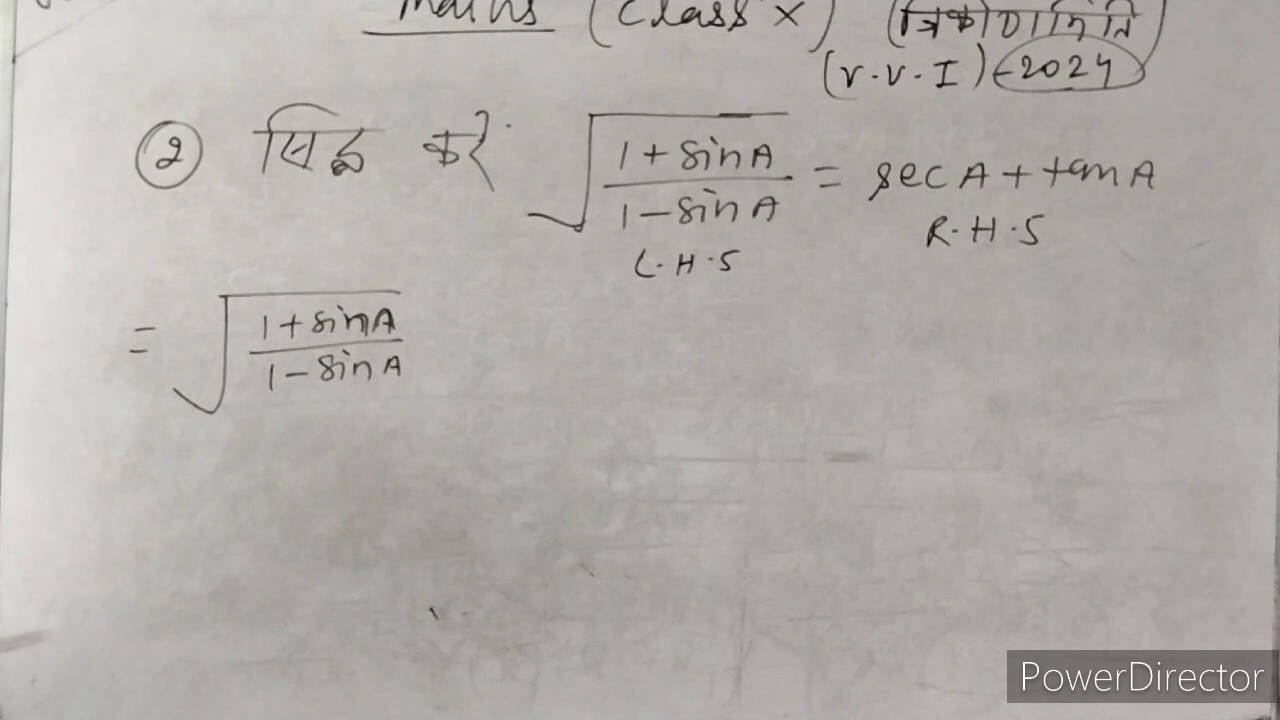 Maths (Class X) (त्रिकोणमिति)
(V.V.I) - 2024
② सिद्ध करें √(1 + sinA / 1 - sinA) = secA + tanA
L.H.S R.H.S
= √(1 + sinA / 1 - sinA)
PowerDirector